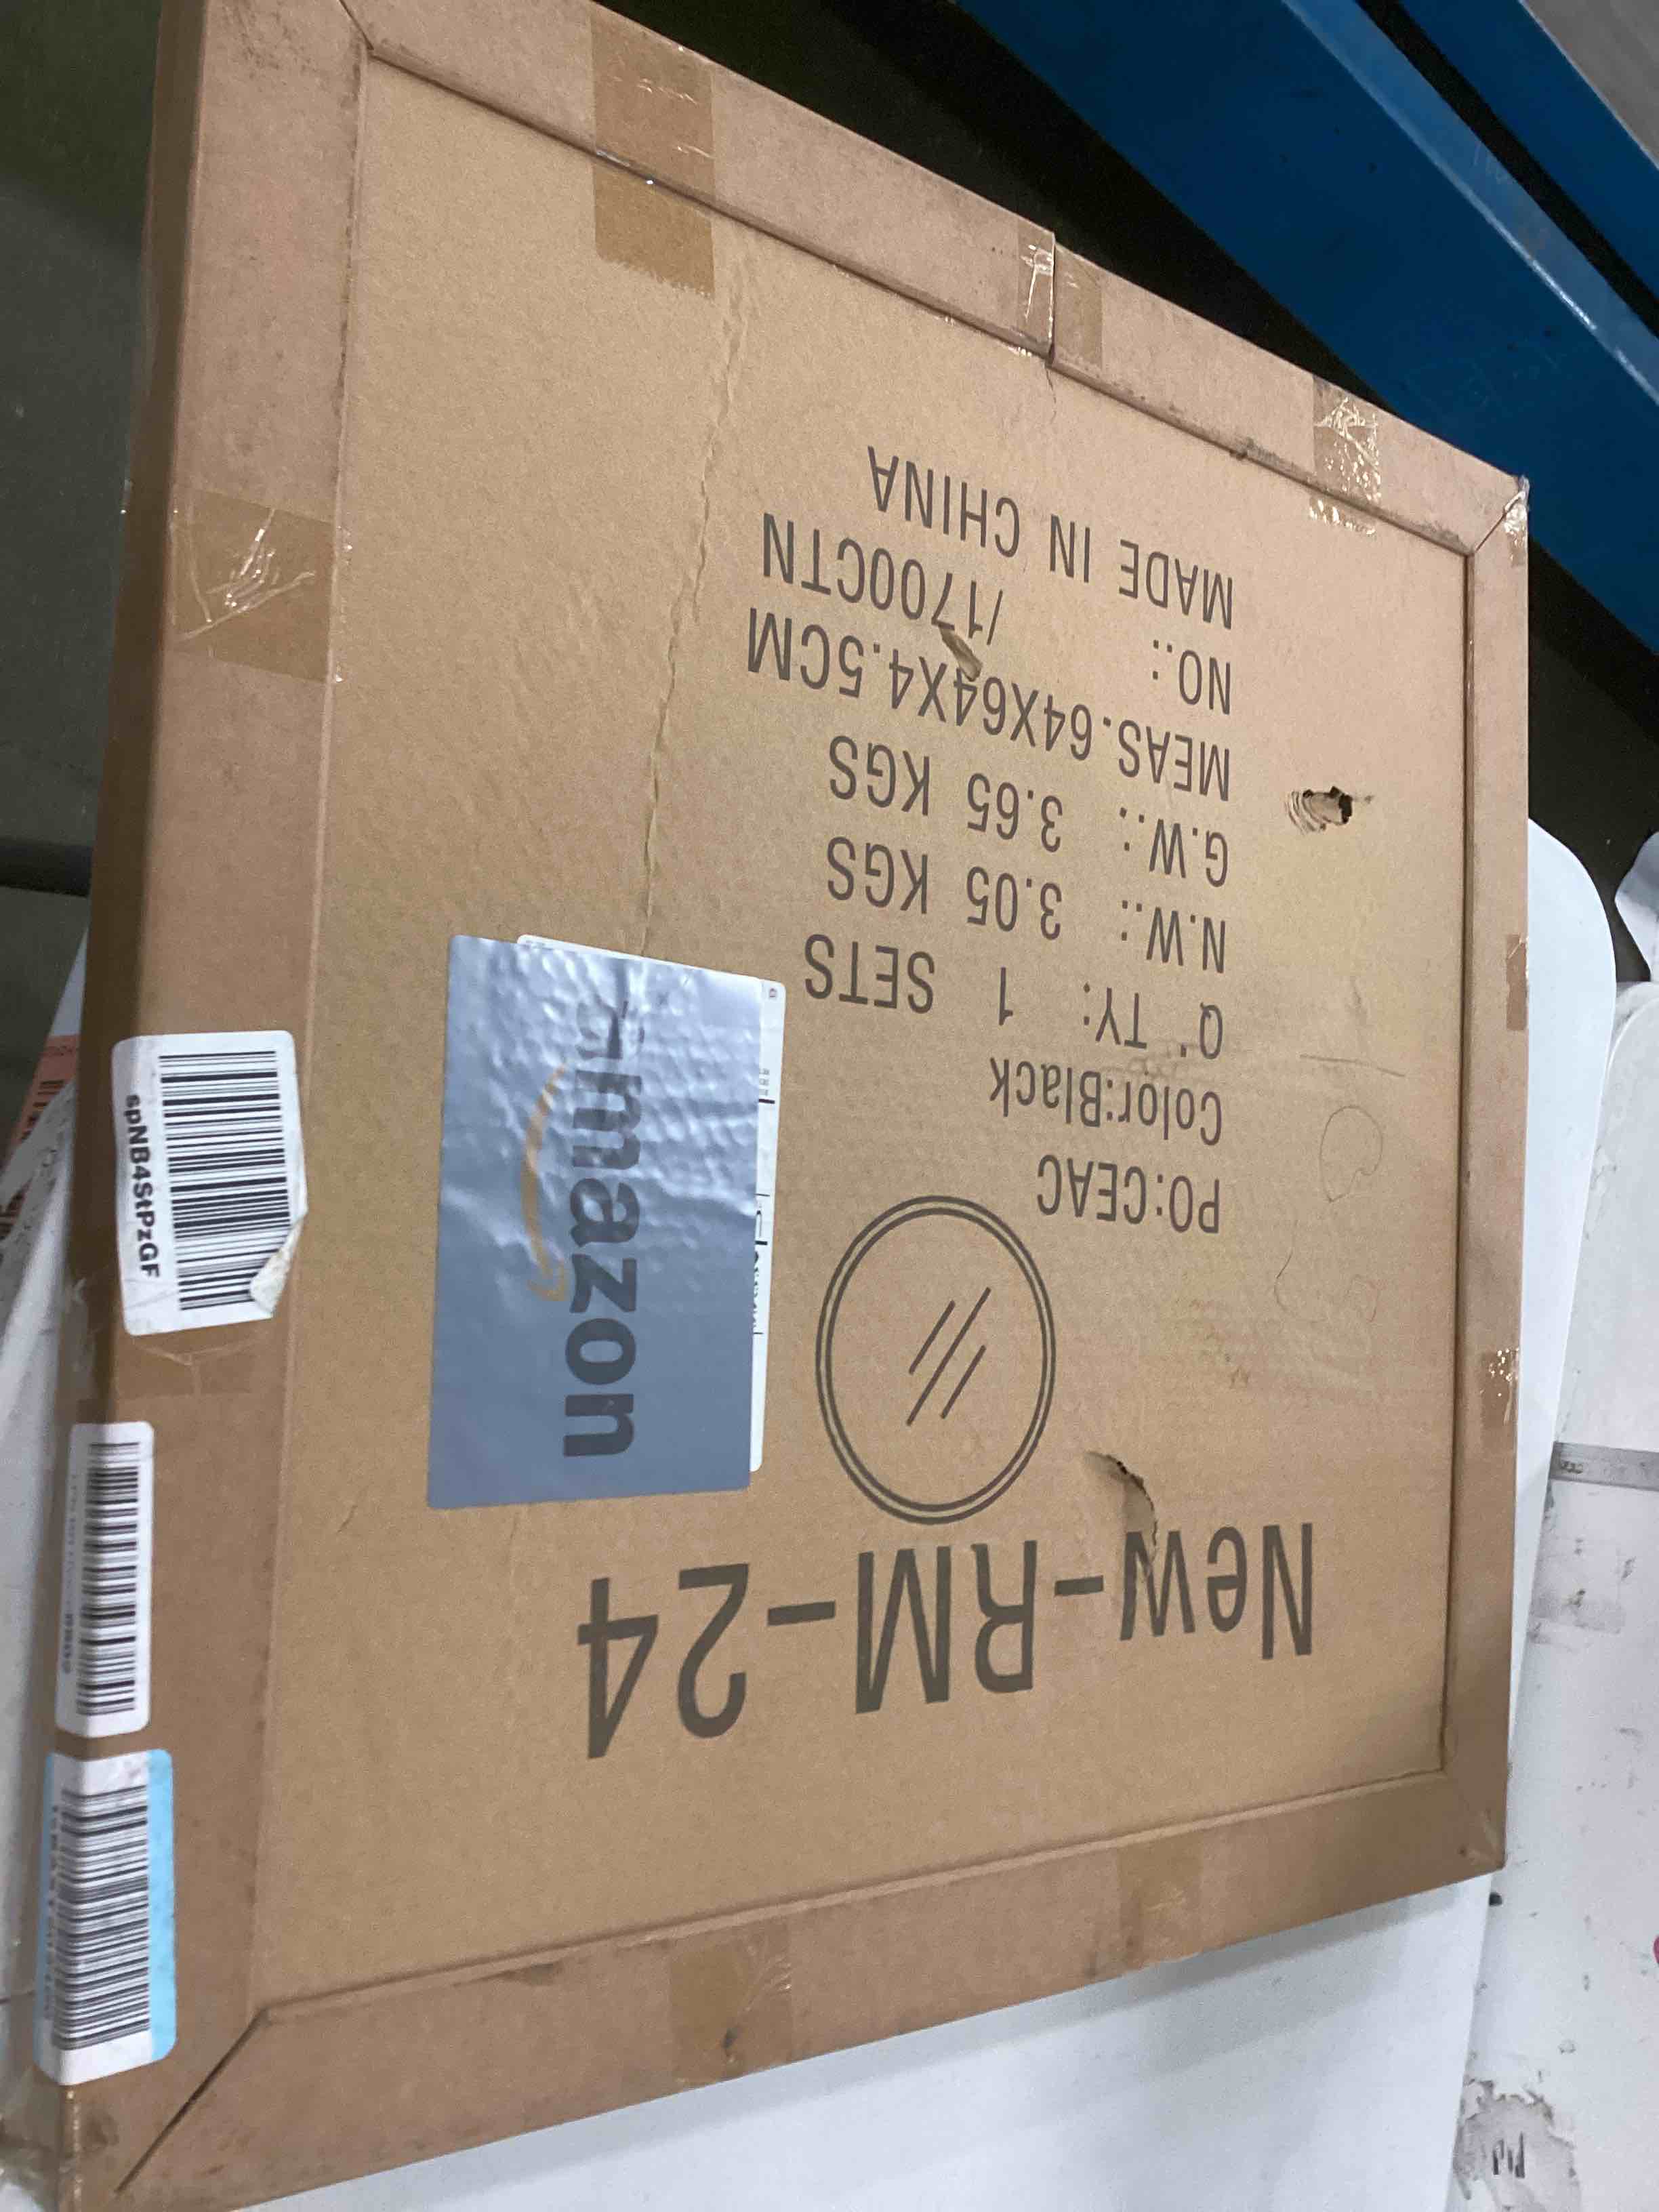 New-RM-24
PO:CEAC
Color:Black
Q'TY: 1 SETS
N.W.: 3.05 KGS
G.W.: 3.65 KGS
MEAS.64X64X4.5CM
NO.: /1700CTN
MADE IN CHINA
amazon
spNB4StPzGF